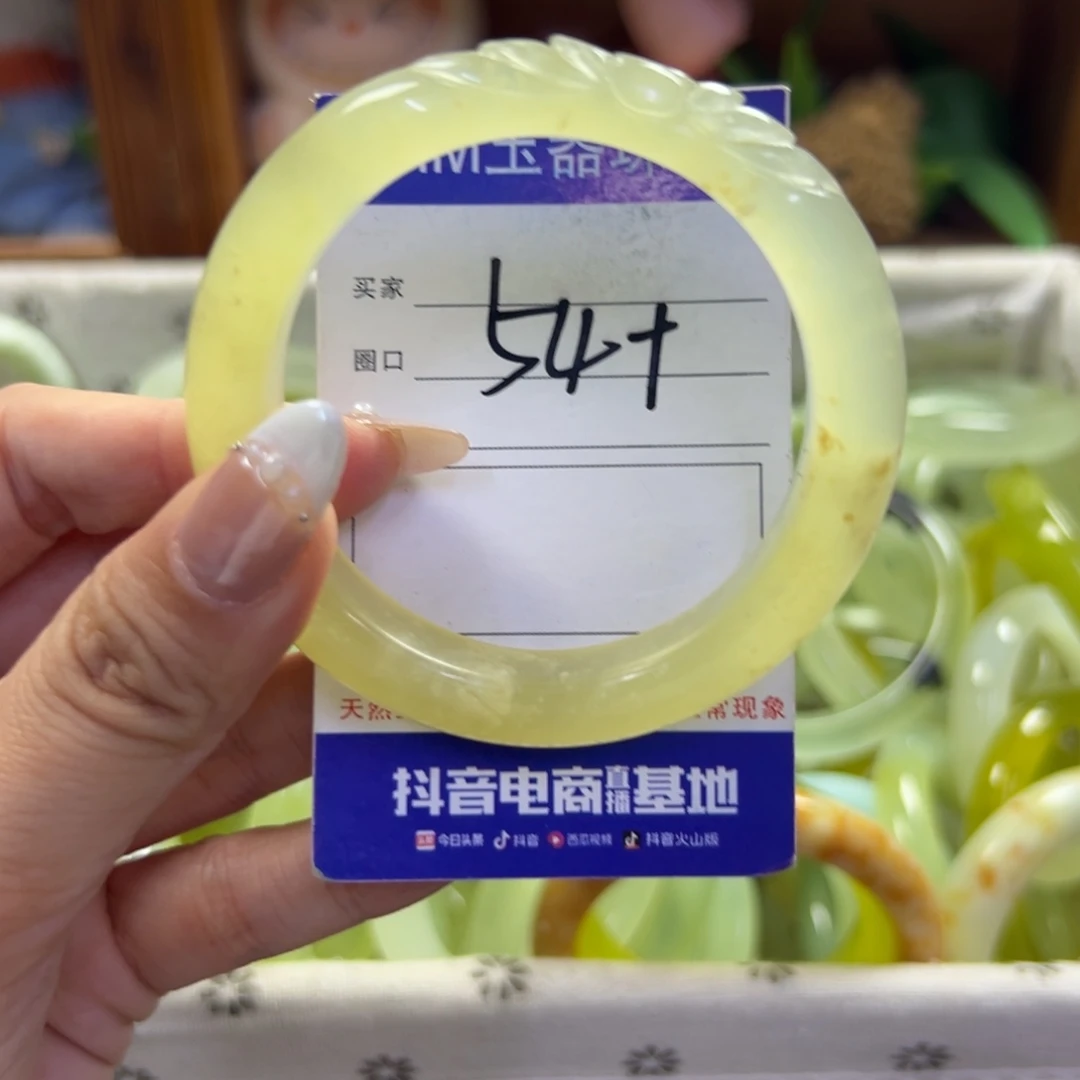 玉器
买家
54+
圈口
天然
常现象
抖音电商直播基地
今日头条 抖音 西瓜视频 抖音火山版